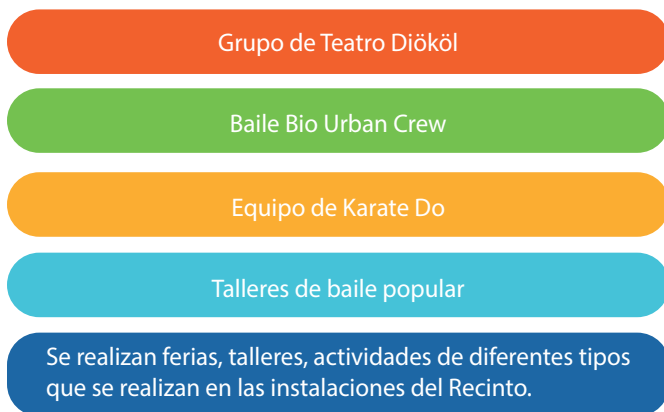 Grupo de Teatro Diököl
Baile Bio Urban Crew
Equipo de Karate Do
Talleres de baile popular
Se realizan ferias, talleres, actividades de diferentes tipos
que se realizan en las instalaciones del Recinto.